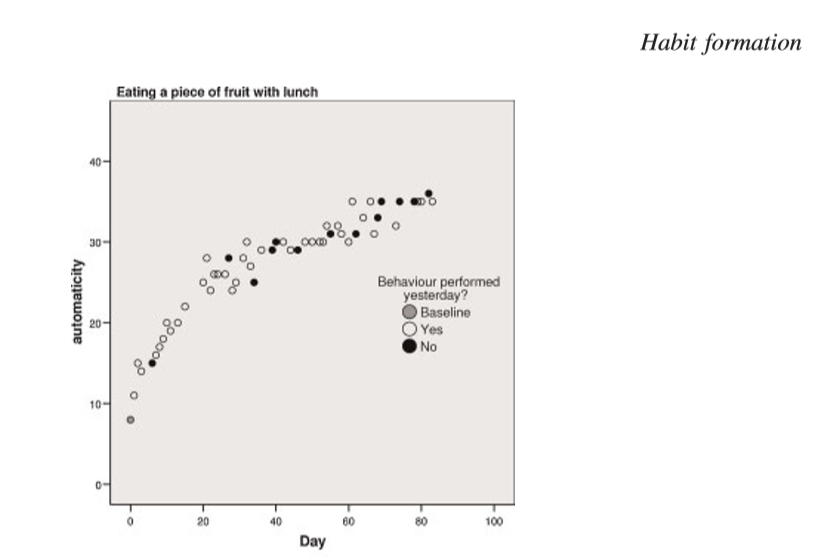 Habit formation
Eating a piece of fruit with lunch
40
30
20
10
0
automaticity
Behaviour performed
yesterday?
Baseline
Yes
No
0 20 40 60 80 100
Day